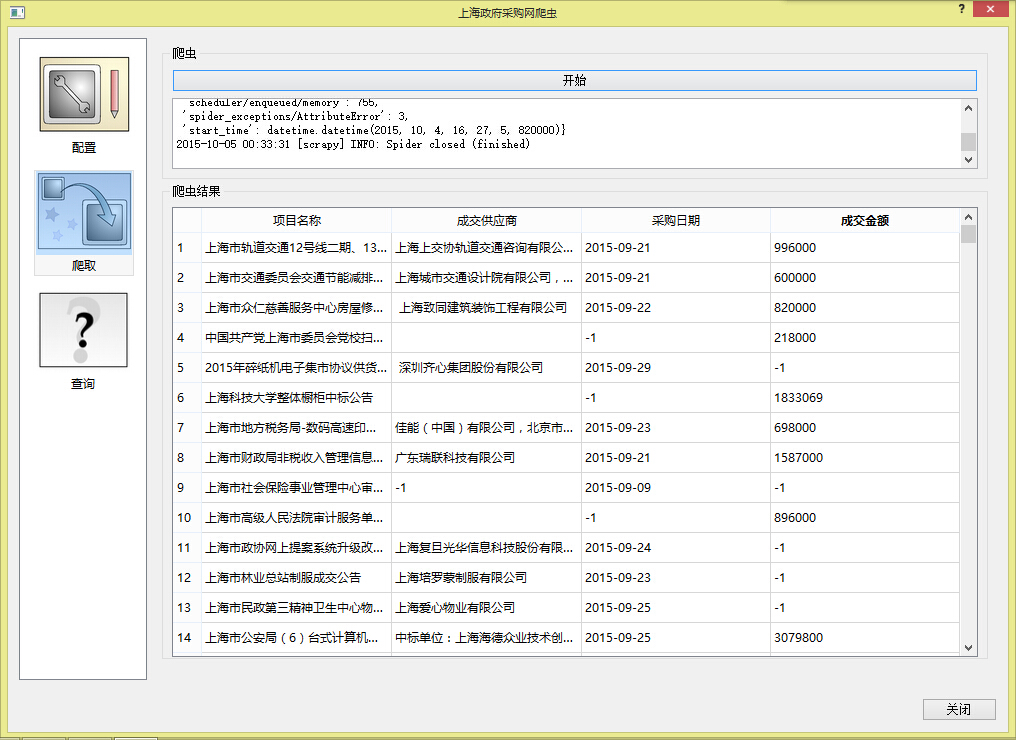 上海政府采购网爬虫
?
配置
爬取
查询
爬虫
开始
'scheduler/enqueued/memory': 755,
'spider_exceptions/AttributeError': 3,
'start_time': datetime.datetime(2015, 10, 4, 16, 27, 5, 820000)}
2015-10-05 00:33:31 [scrapy] INFO: Spider closed (finished)
爬虫结果
项目名称 成交供应商 采购日期 成交金额
1 上海市轨道交通12号线二期、13... 上海上交协轨道交通咨询有限公... 2015-09-21 996000
2 上海市交通委员会交通节能减排... 上海城市交通设计院有限公司，... 2015-09-21 600000
3 上海市众仁慈善服务中心房屋修... 上海致同建筑装饰工程有限公司 2015-09-22 820000
4 中国共产党上海市委员会党校扫... -1 218000
5 2015年碎纸机电子集市协议供货... 深圳齐心集团股份有限公司 2015-09-29 -1
6 上海科技大学整体橱柜中标公告 -1 1833069
7 上海市地方税务局-数码高速印... 佳能（中国）有限公司，北京市... 2015-09-23 698000
8 上海市财政局非税收入管理信息... 广东瑞联科技有限公司 2015-09-21 1587000
9 上海市社会保险事业管理中心审... -1 2015-09-09 -1
10 上海市高级人民法院审计服务单... -1 896000
11 上海市政协网上提案系统升级改... 上海复旦光华信息科技股份有限... 2015-09-24 -1
12 上海市林业总站制服成交公告 上海培罗蒙制服有限公司 2015-09-23 -1
13 上海市民政第三精神卫生中心物... 上海爱心物业有限公司 2015-09-25 -1
14 上海市公安局（6）台式计算机... 中标单位：上海海德众业技术创... 2015-09-25 3079800
关闭